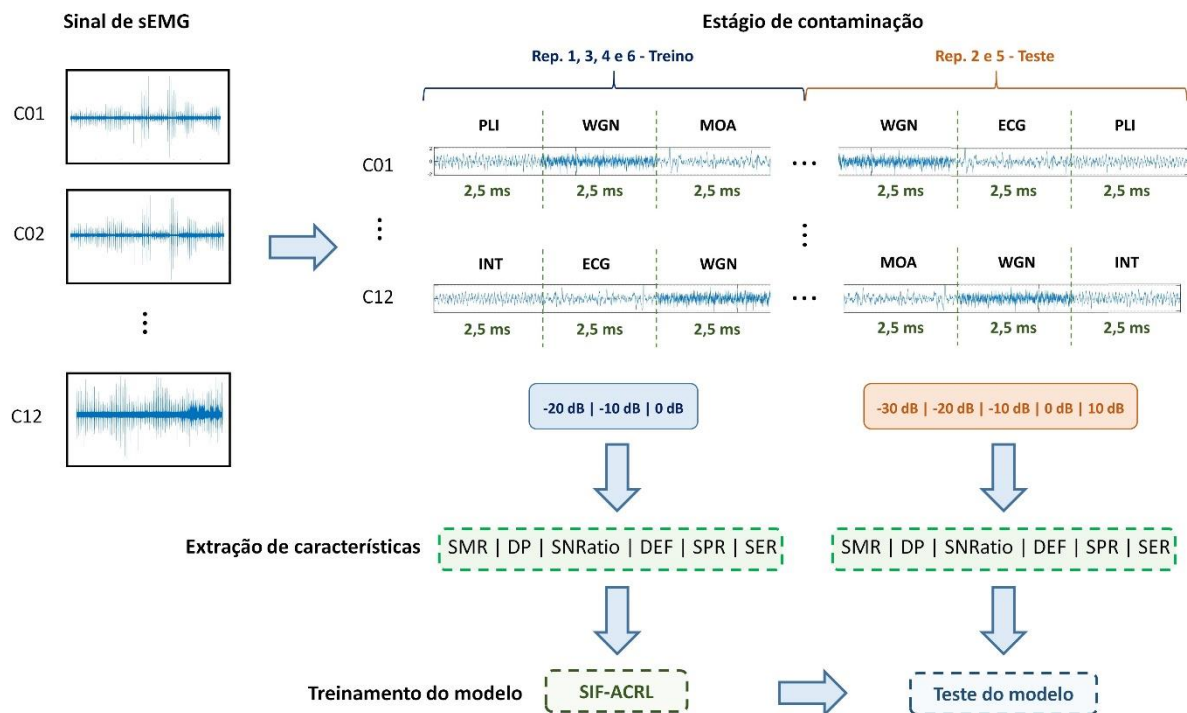 Sinal de sEMG
Estágio de contaminação
Rep. 1, 3, 4 e 6 - Treino
Rep. 2 e 5 - Teste
C01
C02
C12
PLI WGN MOA WGN ECG PLI
C01
2
0
-2
2,5 ms 2,5 ms 2,5 ms 2,5 ms 2,5 ms 2,5 ms
INT ECG WGN MOA WGN INT
C12
2,5 ms 2,5 ms 2,5 ms 2,5 ms 2,5 ms 2,5 ms
-20 dB | -10 dB | 0 dB
-30 dB | -20 dB | -10 dB | 0 dB | 10 dB
Extração de características
SMR | DP | SNRatio | DEF | SPR | SER
SMR | DP | SNRatio | DEF | SPR | SER
Treinamento do modelo
SIF-ACRL
Teste do modelo